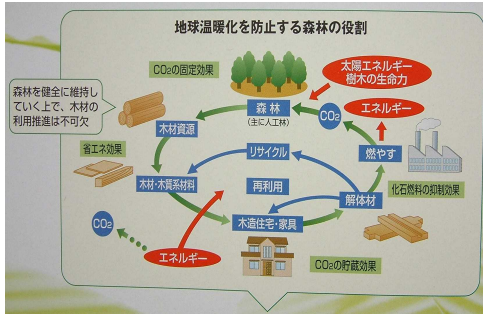 地球温暖化を防止する森林の役割
CO₂の固定効果
太陽エネルギー
樹木の生命力
森林を健全に維持し
ていく上で、木材の
利用推進は不可欠
森林
(主に人工林)
CO₂
エネルギー
木材資源
燃やす
リサイクル
省エネ効果
木材・木質系材料
再利用
解体材
化石燃料の抑制効果
木造住宅・家具
CO₂
エネルギー
CO₂の貯蔵効果